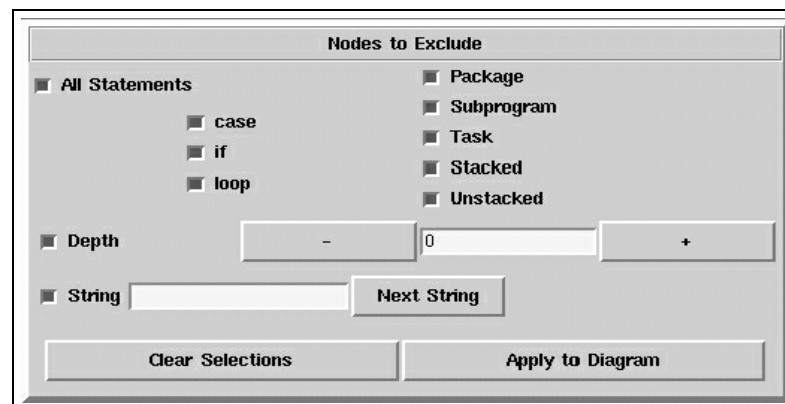 Nodes to Exclude
All Statements
case
if
loop
Package
Subprogram
Task
Stacked
Unstacked
Depth - 0 +
String Next String
Clear Selections Apply to Diagram